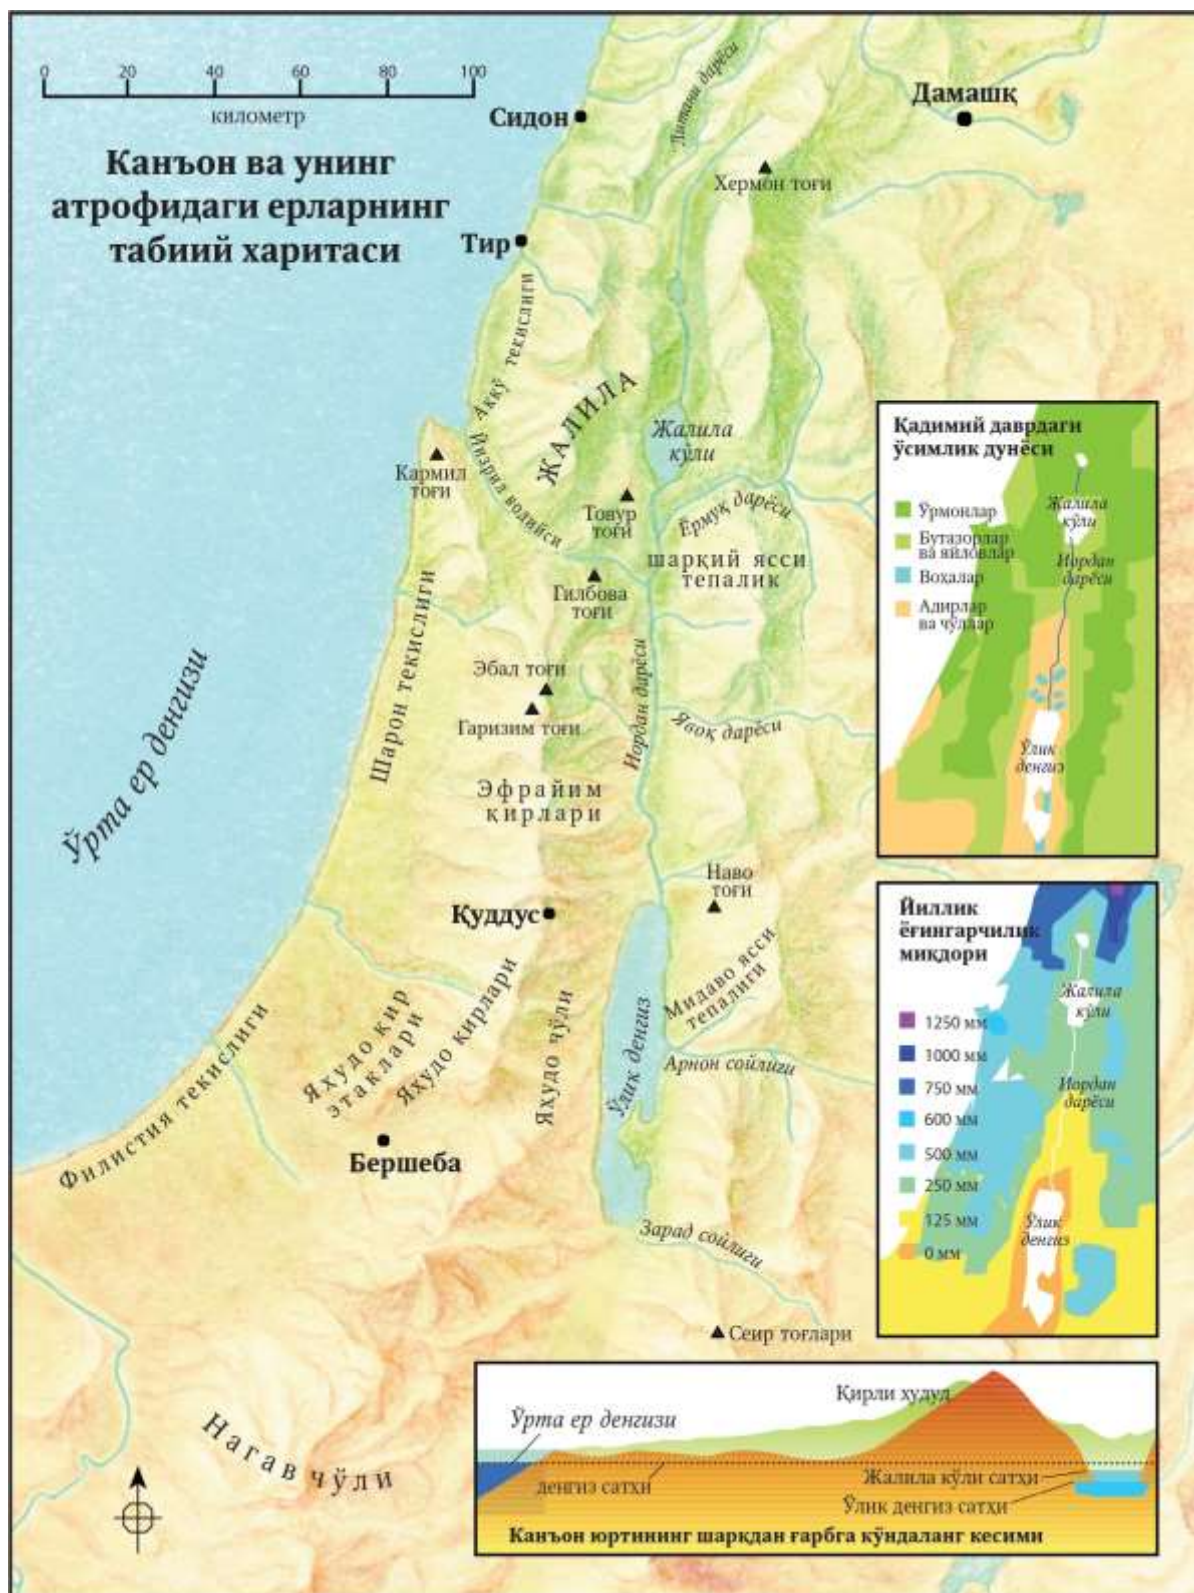 0 20 40 60 80 100
километр
Канъон ва унинг
атрофидаги ерларнинг
табиий харитаси
Сидон
Литани дарёси
Дамашқ
Хермон тоғи
Тир
Аккў текислиги
ЖАЛИЛА
Жалила
кўли
Кармил
тоғи
Йизрил водийси
Товур
тоғи
Ёрмуқ дарёси
шарқий ясси
тепалик
Гилбова
тоғи
Шарон текислиги
Эбал тоғи
Гаризим тоғи
Иордан дарёси
Явоқ дарёси
Ўрта ер денгизи
Эфрайим
қирлари
Наво
тоғи
Қуддус
Мидаво ясси
тепалиги
Яхудо қир
этаклари
Яхудо қирлари
Яхудо чўли
Ўлик денгиз
Арнон сойлиги
Филистия текислиги
Бершеба
Зарад сойлиги
Сеир тоғлари
Нагав чўли
Қадимий даврдаги
ўсимлик дунёси
Ўрмонлар
Бутазорлар
ва яйловлар
Воҳалар
Адирлар
ва чўллар
Жалила
кўли
Иордан
дарёси
Ўлик
денгиз
Йиллик
ёғингарчилик
миқдори
1250 мм
1000 мм
750 мм
600 мм
500 мм
250 мм
125 мм
0 мм
Жалила
кўли
Иордан
дарёси
Ўлик
денгиз
Қирли худуд
Ўрта ер денгизи
денгиз сатҳи
Жалила кўли сатҳи
Ўлик денгиз сатҳи
Канъон юртининг шарқдан ғарбга кўндаланг кесими